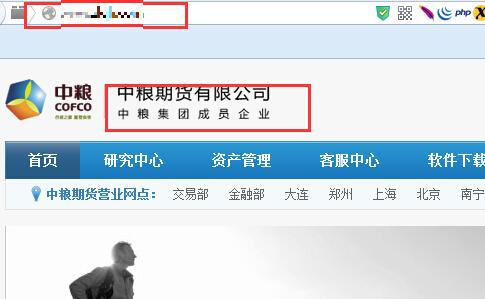 php
中粮
COFCO
中粮期货有限公司
中粮集团成员企业
首页 研究中心 资产管理 客服中心 软件下载
中粮期货营业网点： 交易部 金融部 大连 郑州 上海 北京 南宁